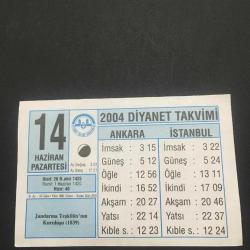 14
HAZİRAN
PAZARTESİ
2004 DİYANET TAKVİMİ
ANKARA
İSTANBUL
İmsak : 3 15
İmsak : 3 22
Güneş : 5 12
Güneş : 5 24
Öğle : 12 56
Öğle : 13 11
İkindi : 16 52
İkindi : 17 09
Akşam : 20 27
Akşam : 20 46
Yatsı : 22 14
Yatsı : 22 37
Kıble s. : 12 23
Kıble s. : 12 24
Jandarma Teşkilâtı'nın
Kuruluşu (1839)